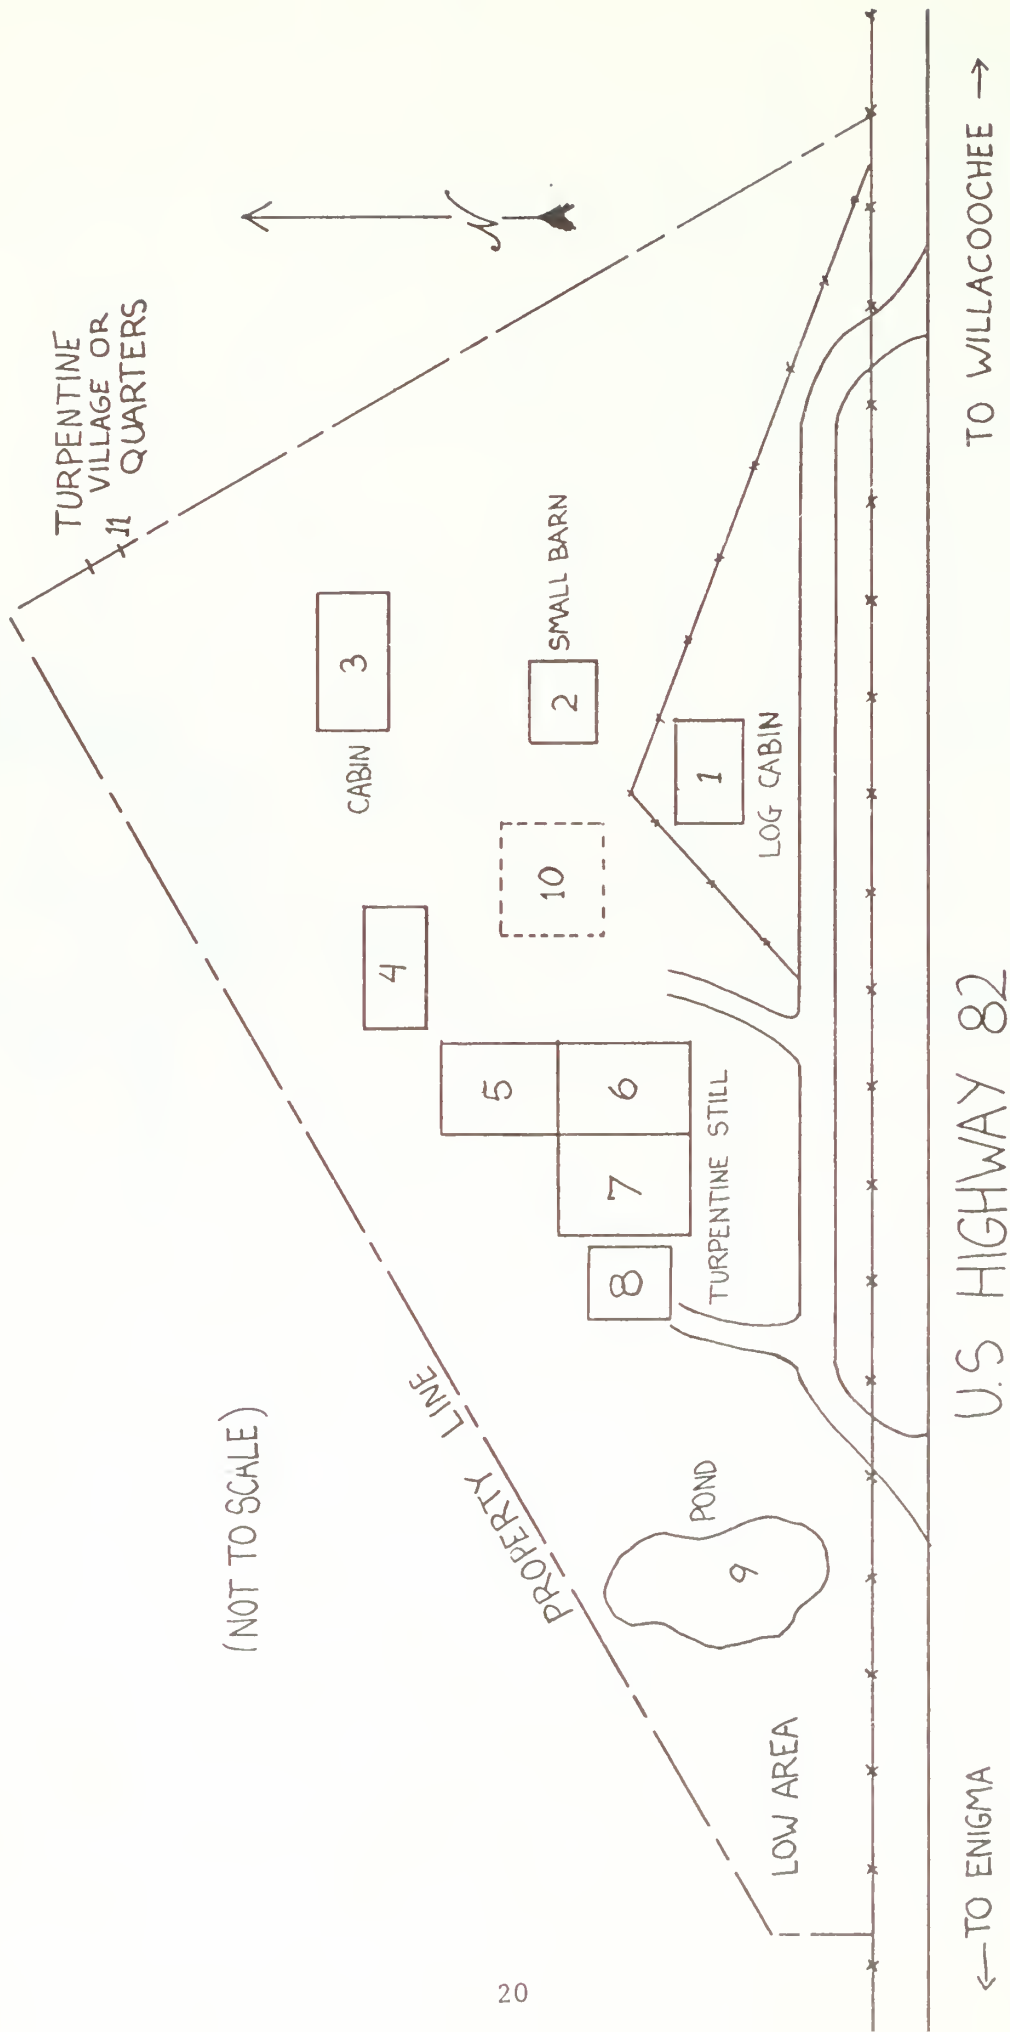 TURPENTINE
VILLAGE OR
11 QUARTERS
(NOT TO SCALE)
N
PROPERTY LINE
3
CABIN
4
2
SMALL BARN
10
5
6
7
8
TURPENTINE STILL
1
LOG CABIN
9
POND
LOW AREA
U.S HIGHWAY 82
←TO ENIGMA
TO WILLACOOCHEE →
20